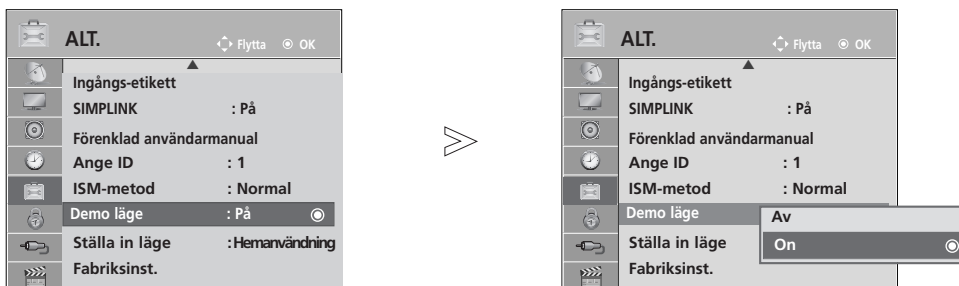 ALT.
Flytta OK
Ingångs-etikett
SIMPLINK : På
Förenklad användarmanual
Ange ID : 1
ISM-metod : Normal
Demo läge : På
Ställa in läge :Hemanvändning
Fabriksinst.
>
ALT.
Flytta OK
Ingångs-etikett
SIMPLINK : På
Förenklad användarmanual
Ange ID : 1
ISM-metod : Normal
Demo läge
Av
Ställa in läge
On
Fabriksinst.